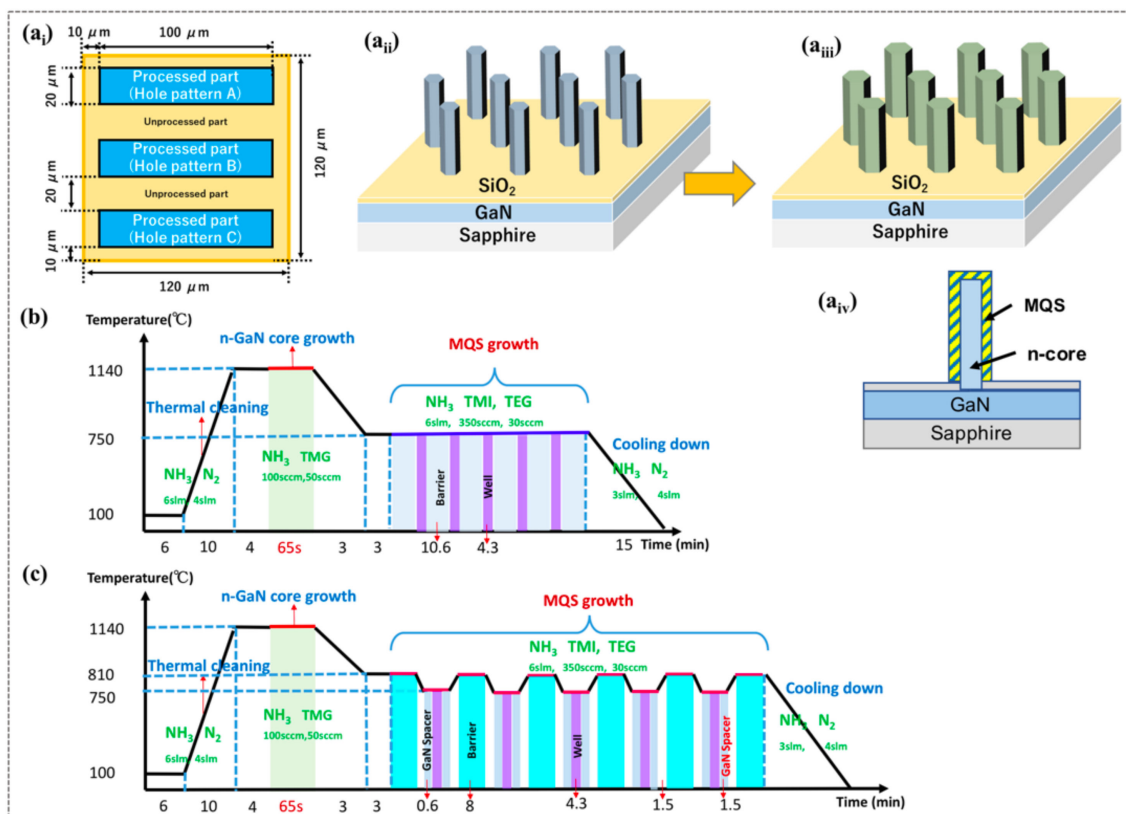 (ai)
10 μm
100 μm
20 μm
Processed part
(Hole pattern A)
Unprocessed part
Processed part
(Hole pattern B)
20 μm
Unprocessed part
Processed part
(Hole pattern C)
10 μm
120 μm
120 μm
(aii)
SiO2
GaN
Sapphire
(aiii)
SiO2
GaN
Sapphire
(aiv)
MQS
n-core
GaN
Sapphire
(b)
Temperature(℃)
n-GaN core growth
MQS growth
1140
Thermal cleaning
NH3 TMI, TEG
6slm, 350sccm, 30sccm
750
Cooling down
NH3 N2
6slm 4slm
NH3 TMG
100sccm,50sccm
Barrier
Well
NH3 N2
3slm, 4slm
100
6 10 4 65s 3 3 10.6 4.3 15 Time (min)
(c)
Temperature(℃)
n-GaN core growth
MQS growth
1140
NH3 TMI, TEG
6slm, 350sccm, 30sccm
810
Thermal cleaning
750
Cooling down
NH3 N2
6slm, 4slm
NH3 TMG
100sccm,50sccm
GaN Spacer
Barrier
Well
GaN Spacer
NH3 N2
3slm, 4slm
100
6 10 4 65s 3 3 0.6 8 4.3 1.5 1.5 Time (min)